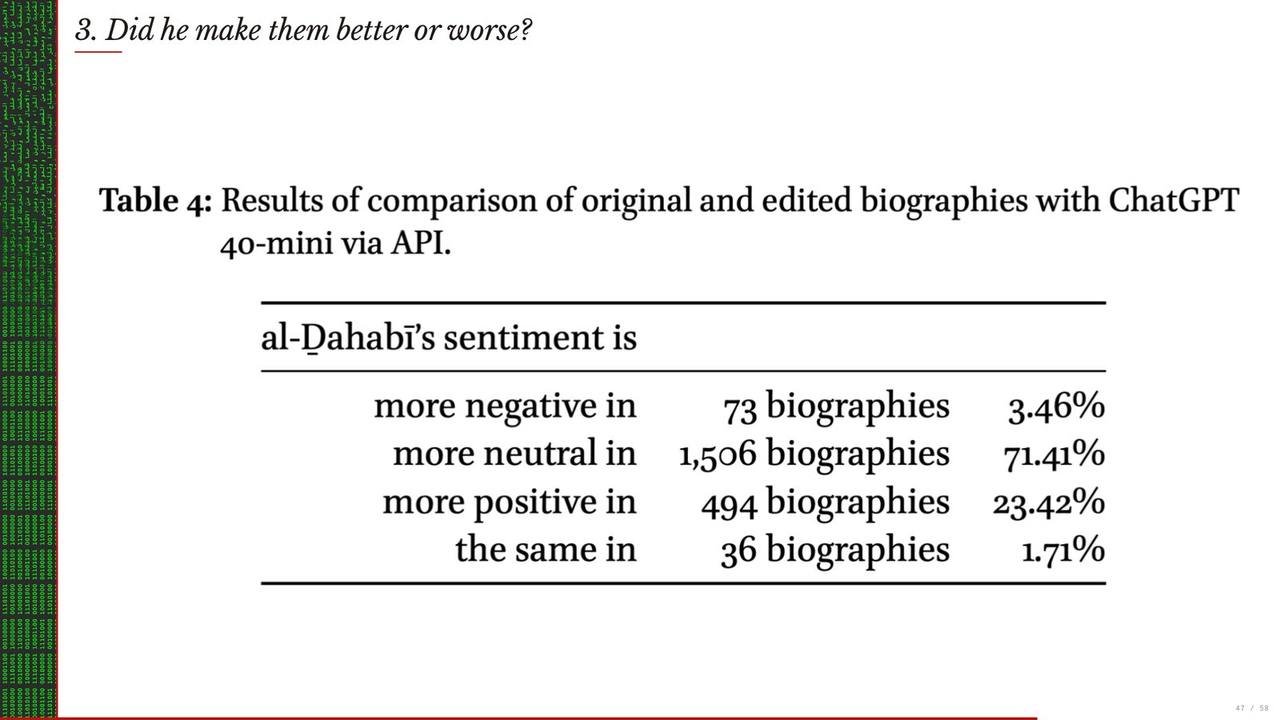 3. Did he make them better or worse?
Table 4: Results of comparison of original and edited biographies with ChatGPT
4o-mini via API.
al-Ḏahabī’s sentiment is
more negative in 73 biographies 3.46%
more neutral in 1,506 biographies 71.41%
more positive in 494 biographies 23.42%
the same in 36 biographies 1.71%
47 / 58